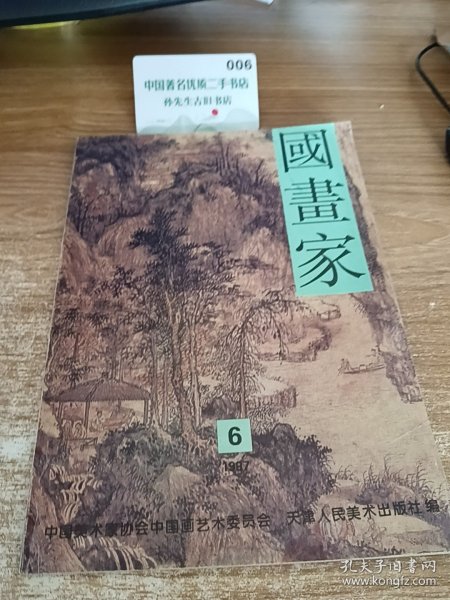 006
中国著名优质二手书店
孙先生古旧书店
國畫家
6
1997
中国美术家协会中国画艺术委员会 天津人民美术出版社 编
孔夫子旧书网
www.kongfz.com